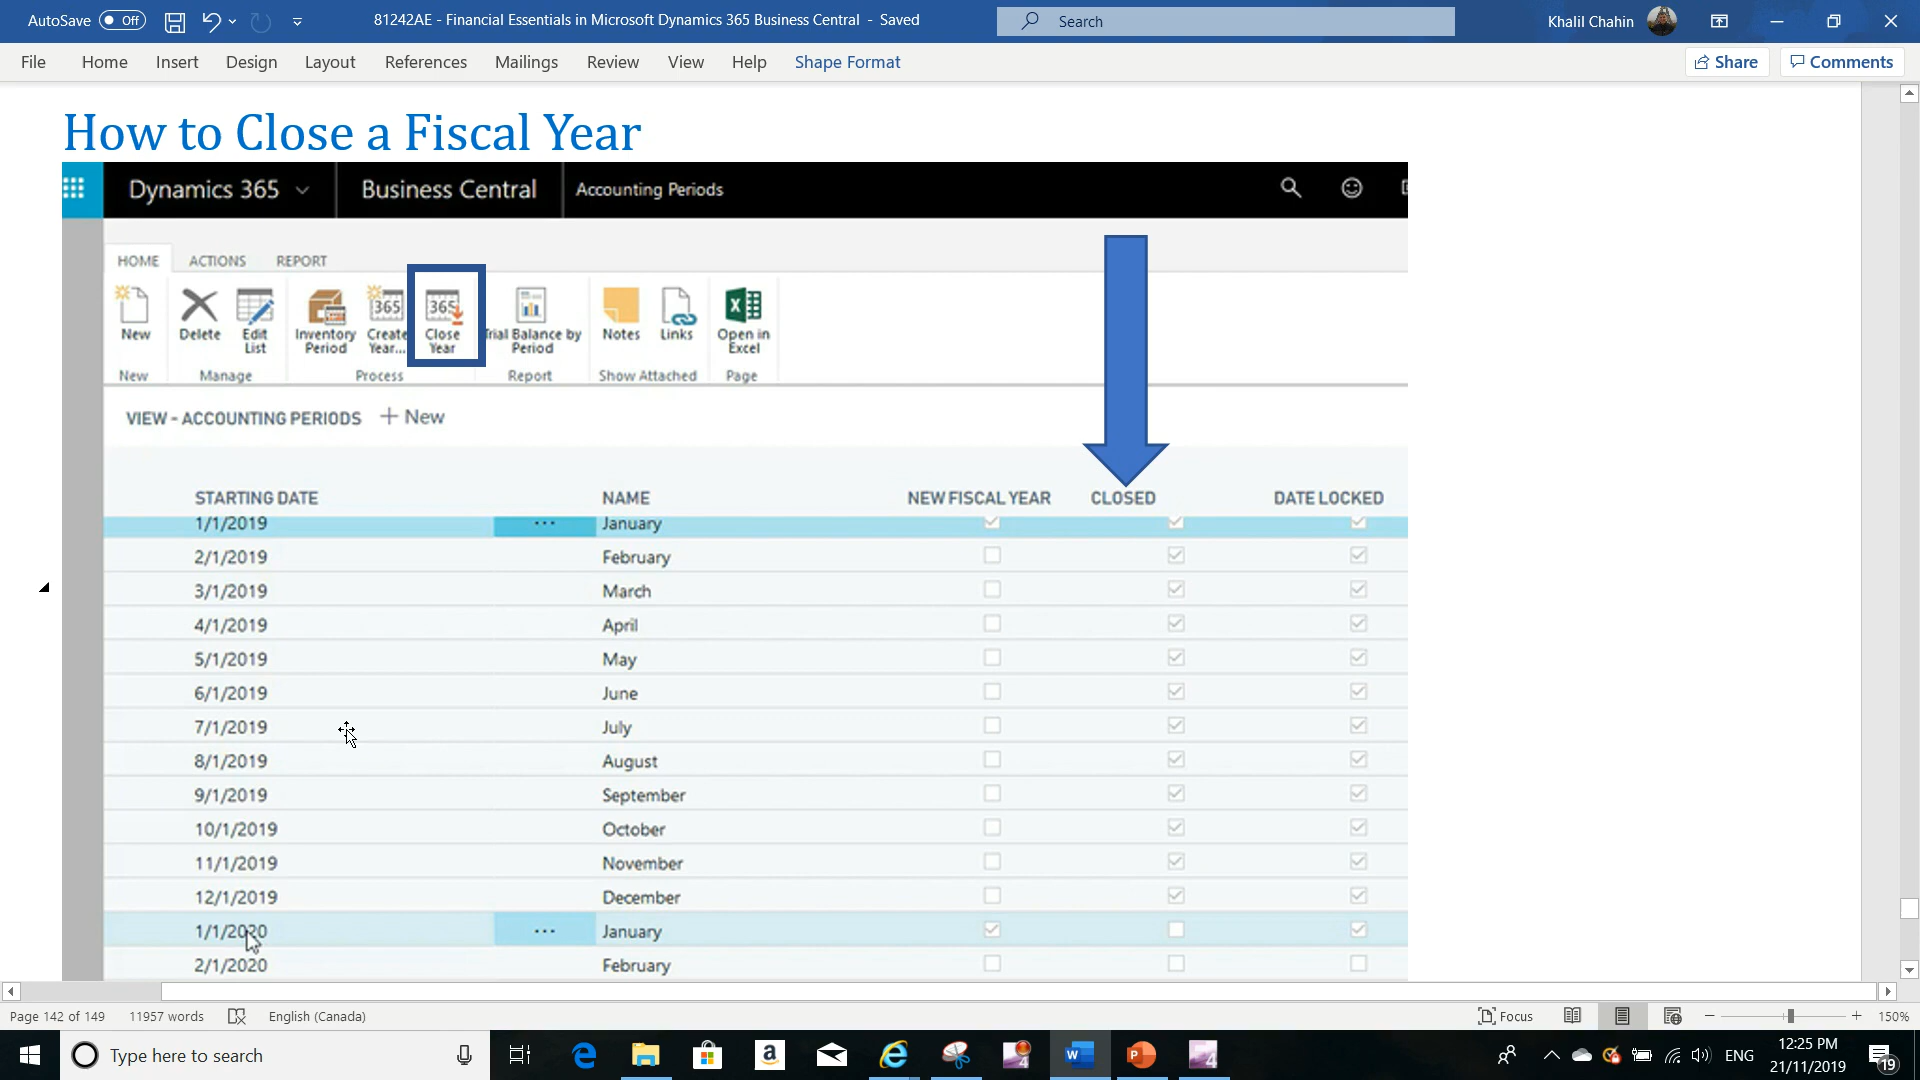 AutoSave Off 81242AE - Financial Essentials in Microsoft Dynamics 365 Business Central - Saved Search Khalil Chahin
File Home Insert Design Layout References Mailings Review View Help Shape Format Share Comments
How to Close a Fiscal Year
Dynamics 365 Business Central Accounting Periods
HOME ACTIONS REPORT
365 365
New Delete Edit List Inventory Period Create Year... Close Year rial Balance by Period Notes Links Open in Excel
New Manage Process Report Show Attached Page
VIEW - ACCOUNTING PERIODS + New
STARTING DATE NAME NEW FISCAL YEAR CLOSED DATE LOCKED
1/1/2019 ... January
2/1/2019 February
3/1/2019 March
4/1/2019 April
5/1/2019 May
6/1/2019 June
7/1/2019 July
8/1/2019 August
9/1/2019 September
10/1/2019 October
11/1/2019 November
12/1/2019 December
1/1/2020 ... January
2/1/2020 February
Page 142 of 149 11957 words English (Canada) Focus 150%
Type here to search ENG 12:25 PM
21/11/2019 19